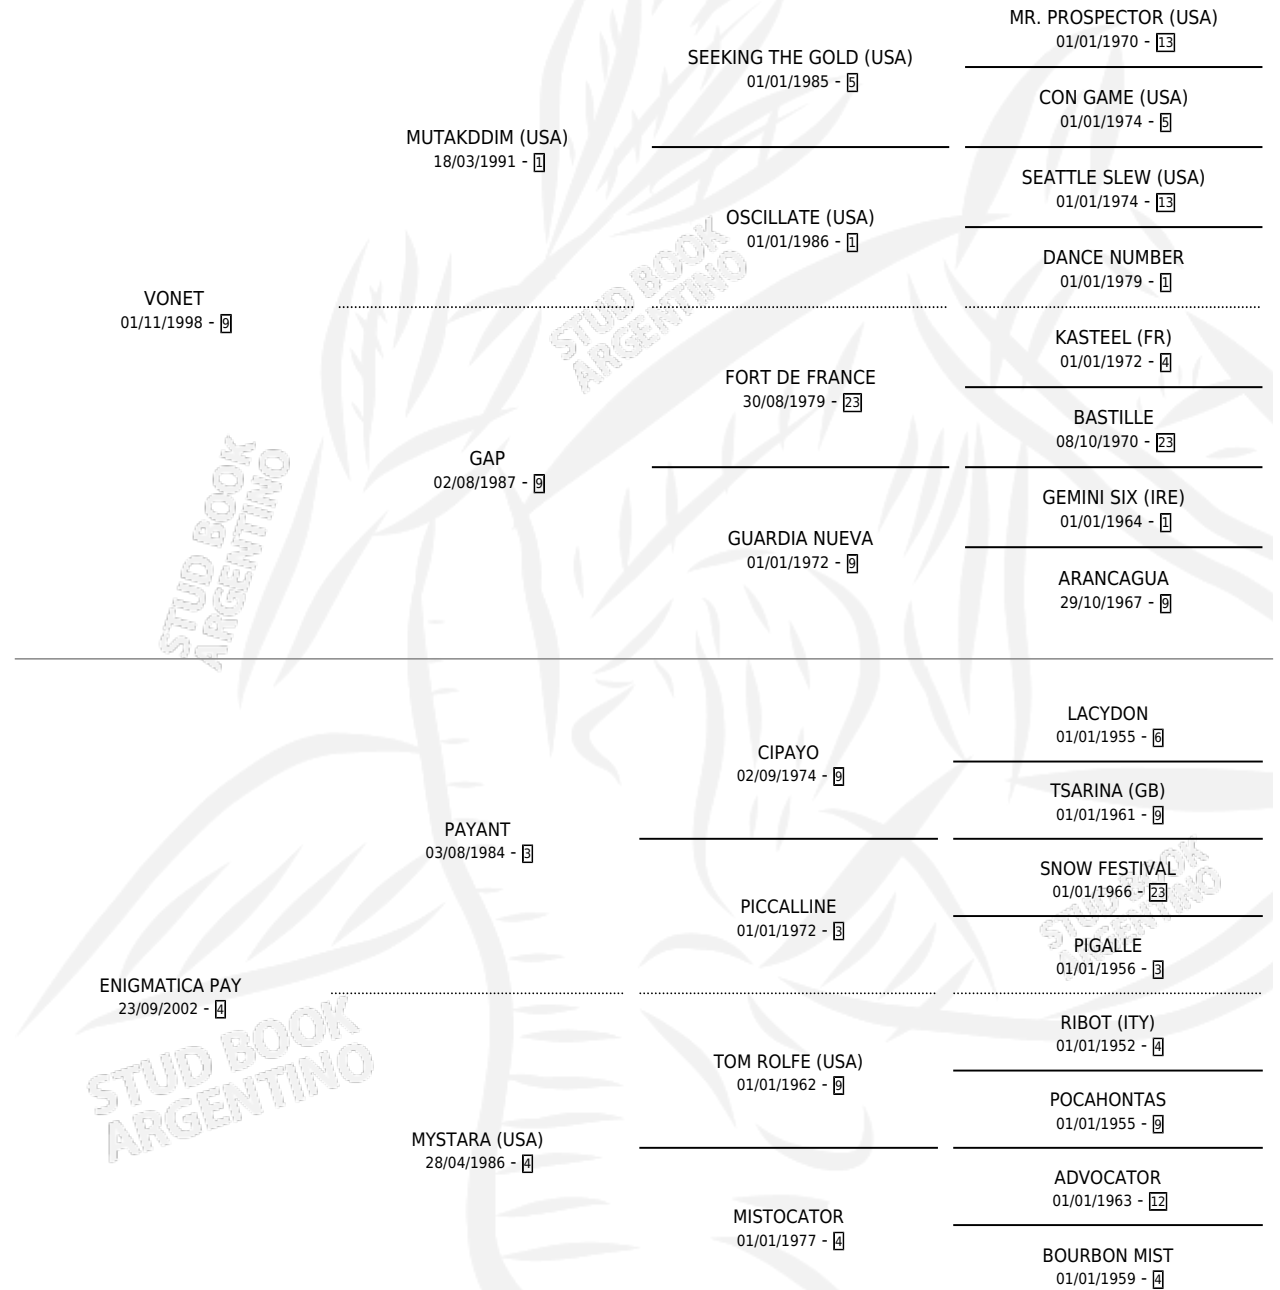 MR. PROSPECTOR (USA)
01/01/1970 - 13
SEEKING THE GOLD (USA)
01/01/1985 - 5
CON GAME (USA)
01/01/1974 - 5
MUTAKDDIM (USA)
18/03/1991 - 1
SEATTLE SLEW (USA)
01/01/1974 - 13
OSCILLATE (USA)
01/01/1986 - 1
DANCE NUMBER
01/01/1979 - 1
VONET
01/11/1998 - 9
KASTEEL (FR)
01/01/1972 - 4
FORT DE FRANCE
30/08/1979 - 23
BASTILLE
08/10/1970 - 23
GAP
02/08/1987 - 9
GEMINI SIX (IRE)
01/01/1964 - 1
GUARDIA NUEVA
01/01/1972 - 9
ARANCAGUA
29/10/1967 - 9
LACYDON
01/01/1955 - 6
CIPAYO
02/09/1974 - 9
TSARINA (GB)
01/01/1961 - 9
PAYANT
03/08/1984 - 3
SNOW FESTIVAL
01/01/1966 - 23
PICCALLINE
01/01/1972 - 3
PIGALLE
01/01/1956 - 3
ENIGMATICA PAY
23/09/2002 - 4
RIBOT (ITY)
01/01/1952 - 4
TOM ROLFE (USA)
01/01/1962 - 9
POCAHONTAS
01/01/1955 - 9
MYSTARA (USA)
28/04/1986 - 4
ADVOCATOR
01/01/1963 - 12
MISTOCATOR
01/01/1977 - 4
BOURBON MIST
01/01/1959 - 4
STUD BOOK
ARGENTINO
STUD BOOK
ARGENTINO
STUD BOOK
ARGENTINO
STUD BOOK
ARGENTINO